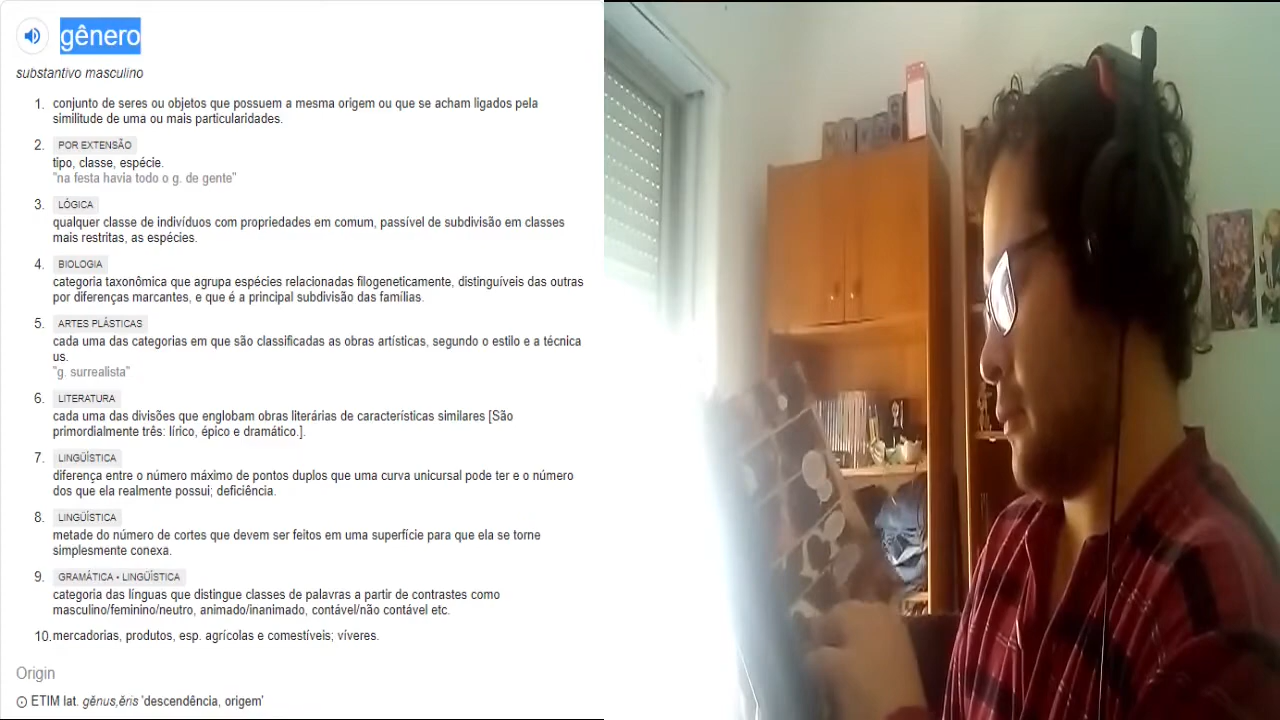 gênero
substantivo masculino
1. conjunto de seres ou objetos que possuem a mesma origem ou que se acham ligados pela
similitude de uma ou mais particularidades.
2. POR EXTENSÃO
tipo, classe, espécie.
"na festa havia todo o g. de gente"
3. LÓGICA
qualquer classe de indivíduos com propriedades em comum, passível de subdivisão em classes
mais restritas, as espécies.
4. BIOLOGIA
categoria taxonômica que agrupa espécies relacionadas filogeneticamente, distinguíveis das outras
por diferenças marcantes, e que é a principal subdivisão das famílias.
5. ARTES PLÁSTICAS
cada uma das categorias em que são classificadas as obras artísticas, segundo o estilo e a técnica
us.
"g. surrealista"
6. LITERATURA
cada uma das divisões que englobam obras literárias de características similares [São
primordialmente três: lírico, épico e dramático.].
7. LINGÜÍSTICA
diferença entre o número máximo de pontos duplos que uma curva unicursal pode ter e o número
dos que ela realmente possui; deficiência.
8. LINGÜÍSTICA
metade do número de cortes que devem ser feitos em uma superfície para que ela se torne
simplesmente conexa.
9. GRAMÁTICA • LINGÜÍSTICA
categoria das línguas que distingue classes de palavras a partir de contrastes como
masculino/feminino/neutro, animado/inanimado, contável/não contável etc.
10. mercadorias, produtos, esp. agrícolas e comestíveis; víveres.
Origin
⊙ ETIM lat. gĕnus,ĕris 'descendência, origem'